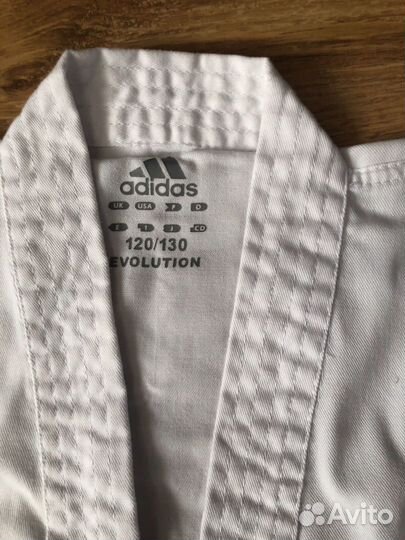 adidas
UK USA F D
120/130
EVOLUTION
Avito